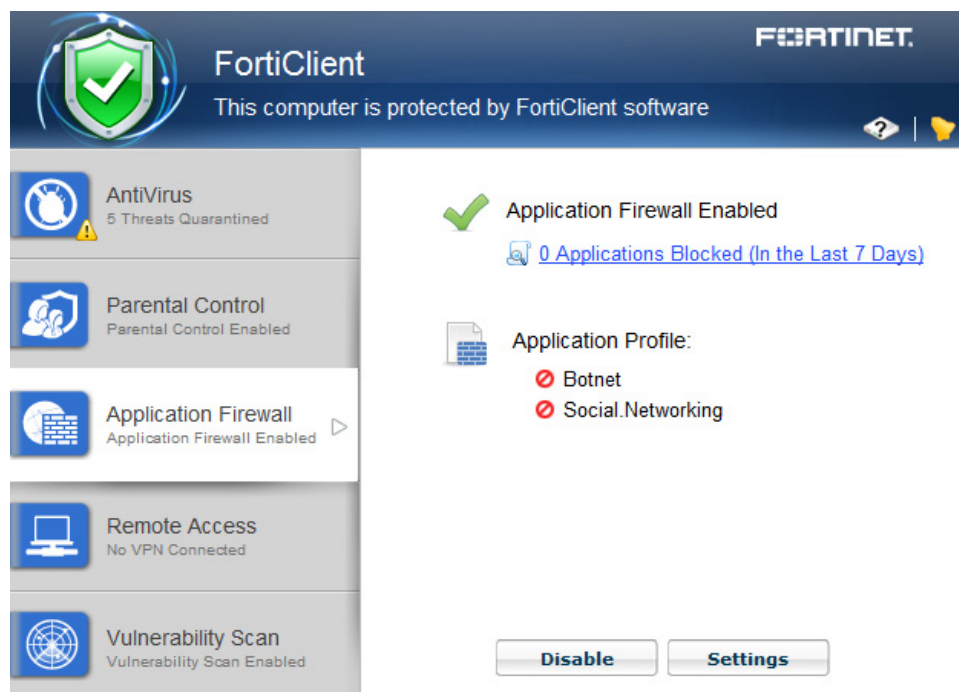 FORTINET.
FortiClient
This computer is protected by FortiClient software
AntiVirus
5 Threats Quarantined
Parental Control
Parental Control Enabled
Application Firewall
Application Firewall Enabled
Remote Access
No VPN Connected
Vulnerability Scan
Vulnerability Scan Enabled
Application Firewall Enabled
0 Applications Blocked (In the Last 7 Days)
Application Profile:
Botnet
Social.Networking
Disable
Settings